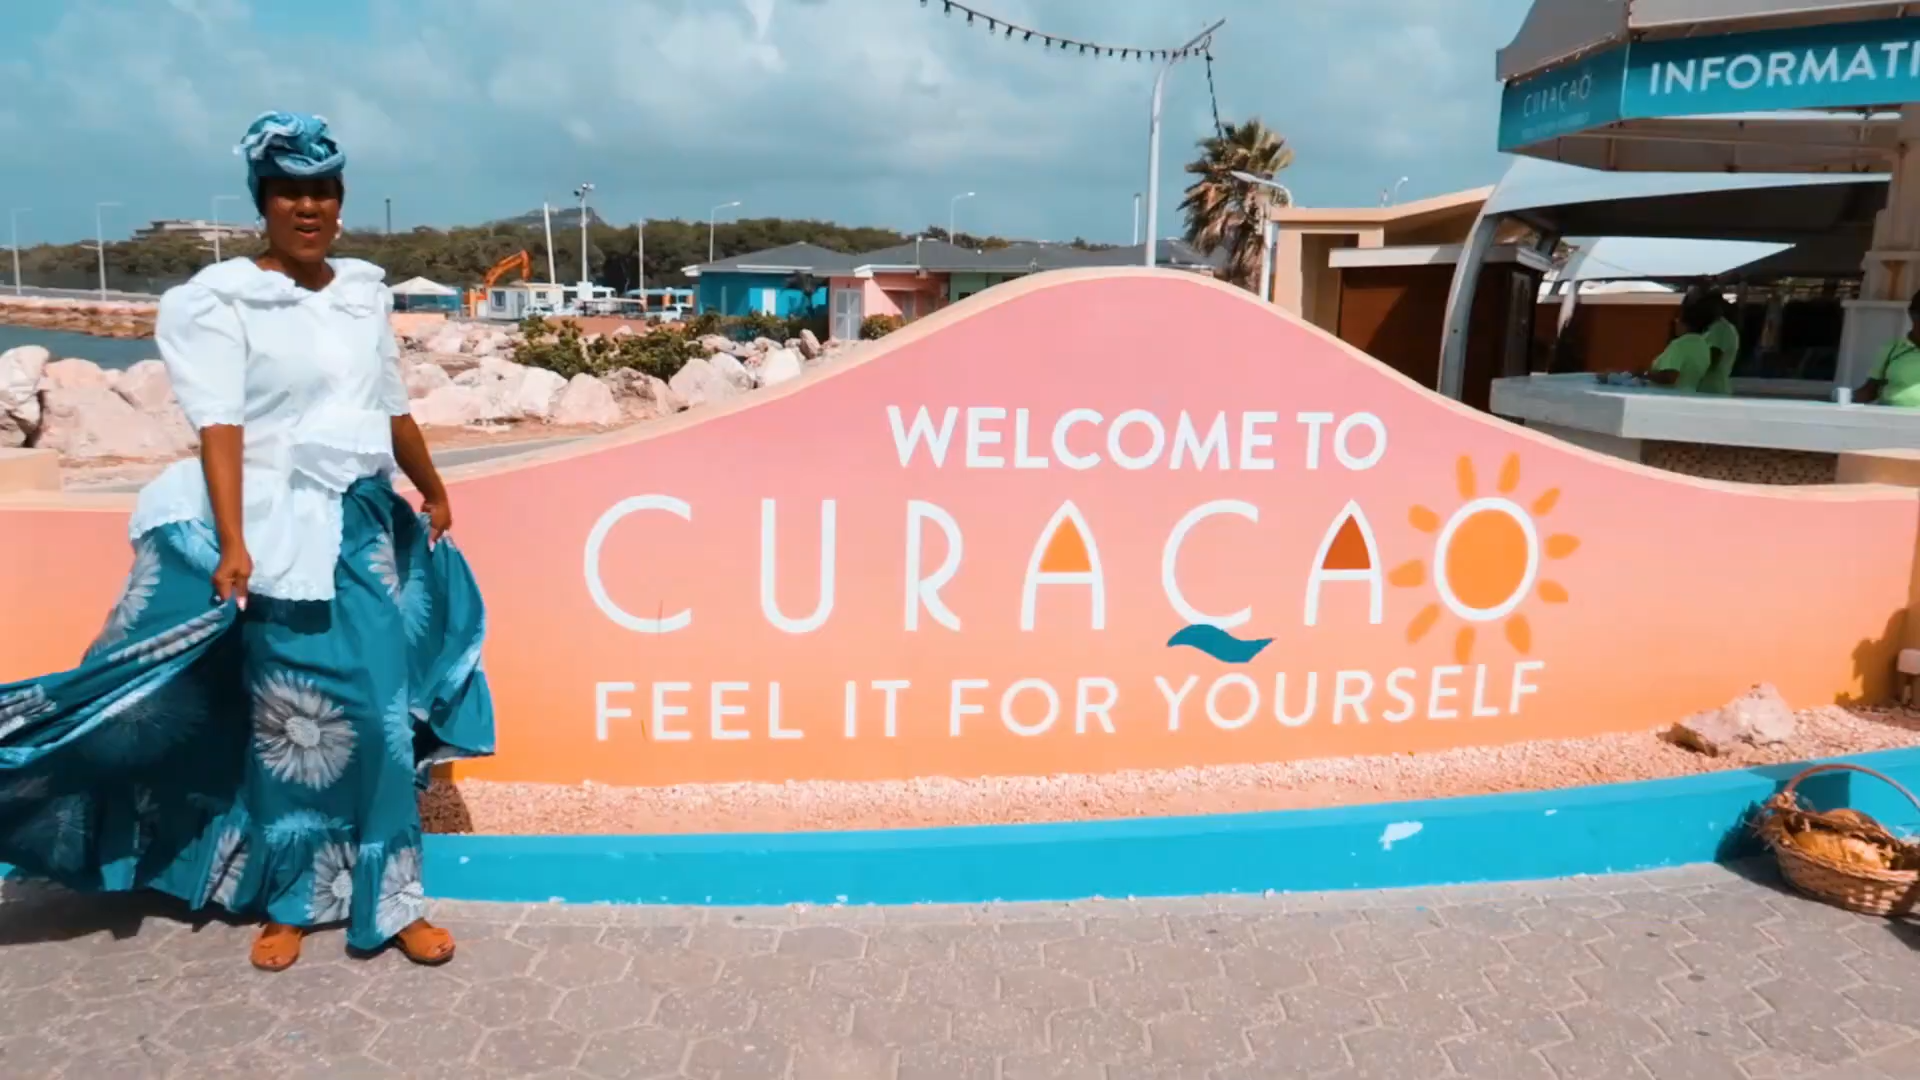 WELCOME TO
CURAÇAO
FEEL IT FOR YOURSELF
INFORMATI
CURAÇAO